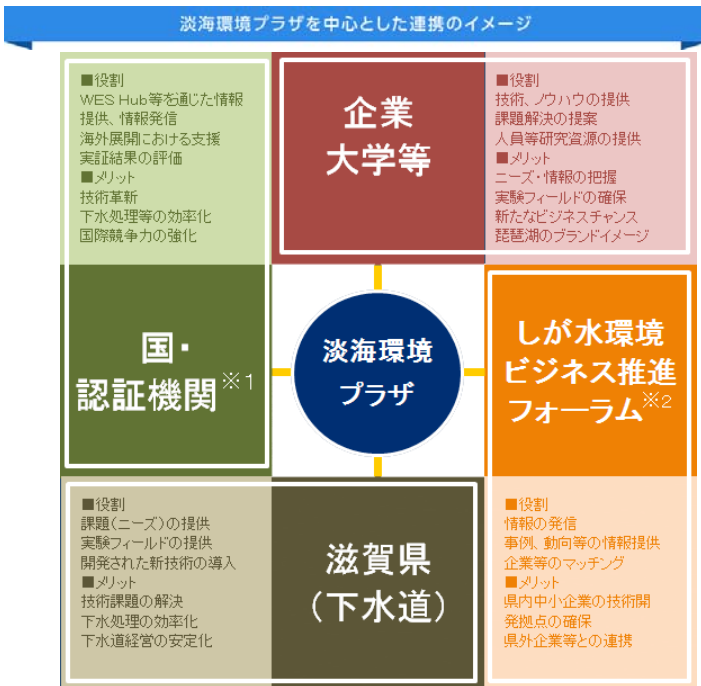 淡海環境プラザを中心とした連携のイメージ
■役割
WES Hub等を通じた情報
提供、情報発信
海外展開における支援
実証結果の評価
■メリット
技術革新
下水処理等の効率化
国際競争力の強化
企業
大学等
■役割
技術、ノウハウの提供
課題解決の提案
人員等研究資源の提供
■メリット
ニーズ・情報の把握
実験フィールドの確保
新たなビジネスチャンス
琵琶湖のブランドイメージ
国・
認証機関※1
淡海環境
プラザ
しが水環境
ビジネス推進
フォーラム※2
■役割
課題(ニーズ)の提供
実験フィールドの提供
開発された新技術の導入
■メリット
技術課題の解決
下水処理の効率化
下水道経営の安定化
滋賀県
(下水道)
■役割
情報の発信
事例、動向等の情報提供
企業等のマッチング
■メリット
県内中小企業の技術開
発拠点の確保
県外企業等との連携